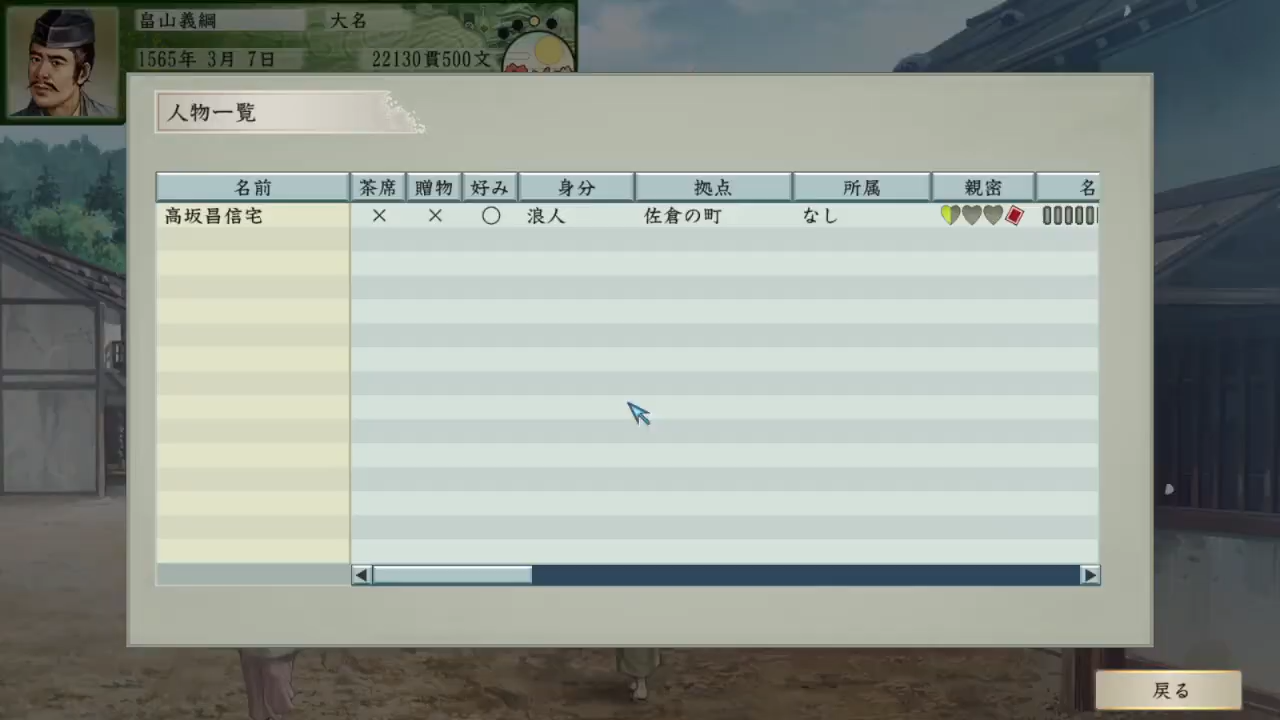 畠山義綱 大名
1565年 3月 7日 22130貫500文
人物一覧
名前 茶席 贈物 好み 身分 拠点 所属 親密 名
高坂昌信宅 × × ○ 浪人 佐倉の町 なし
戻る